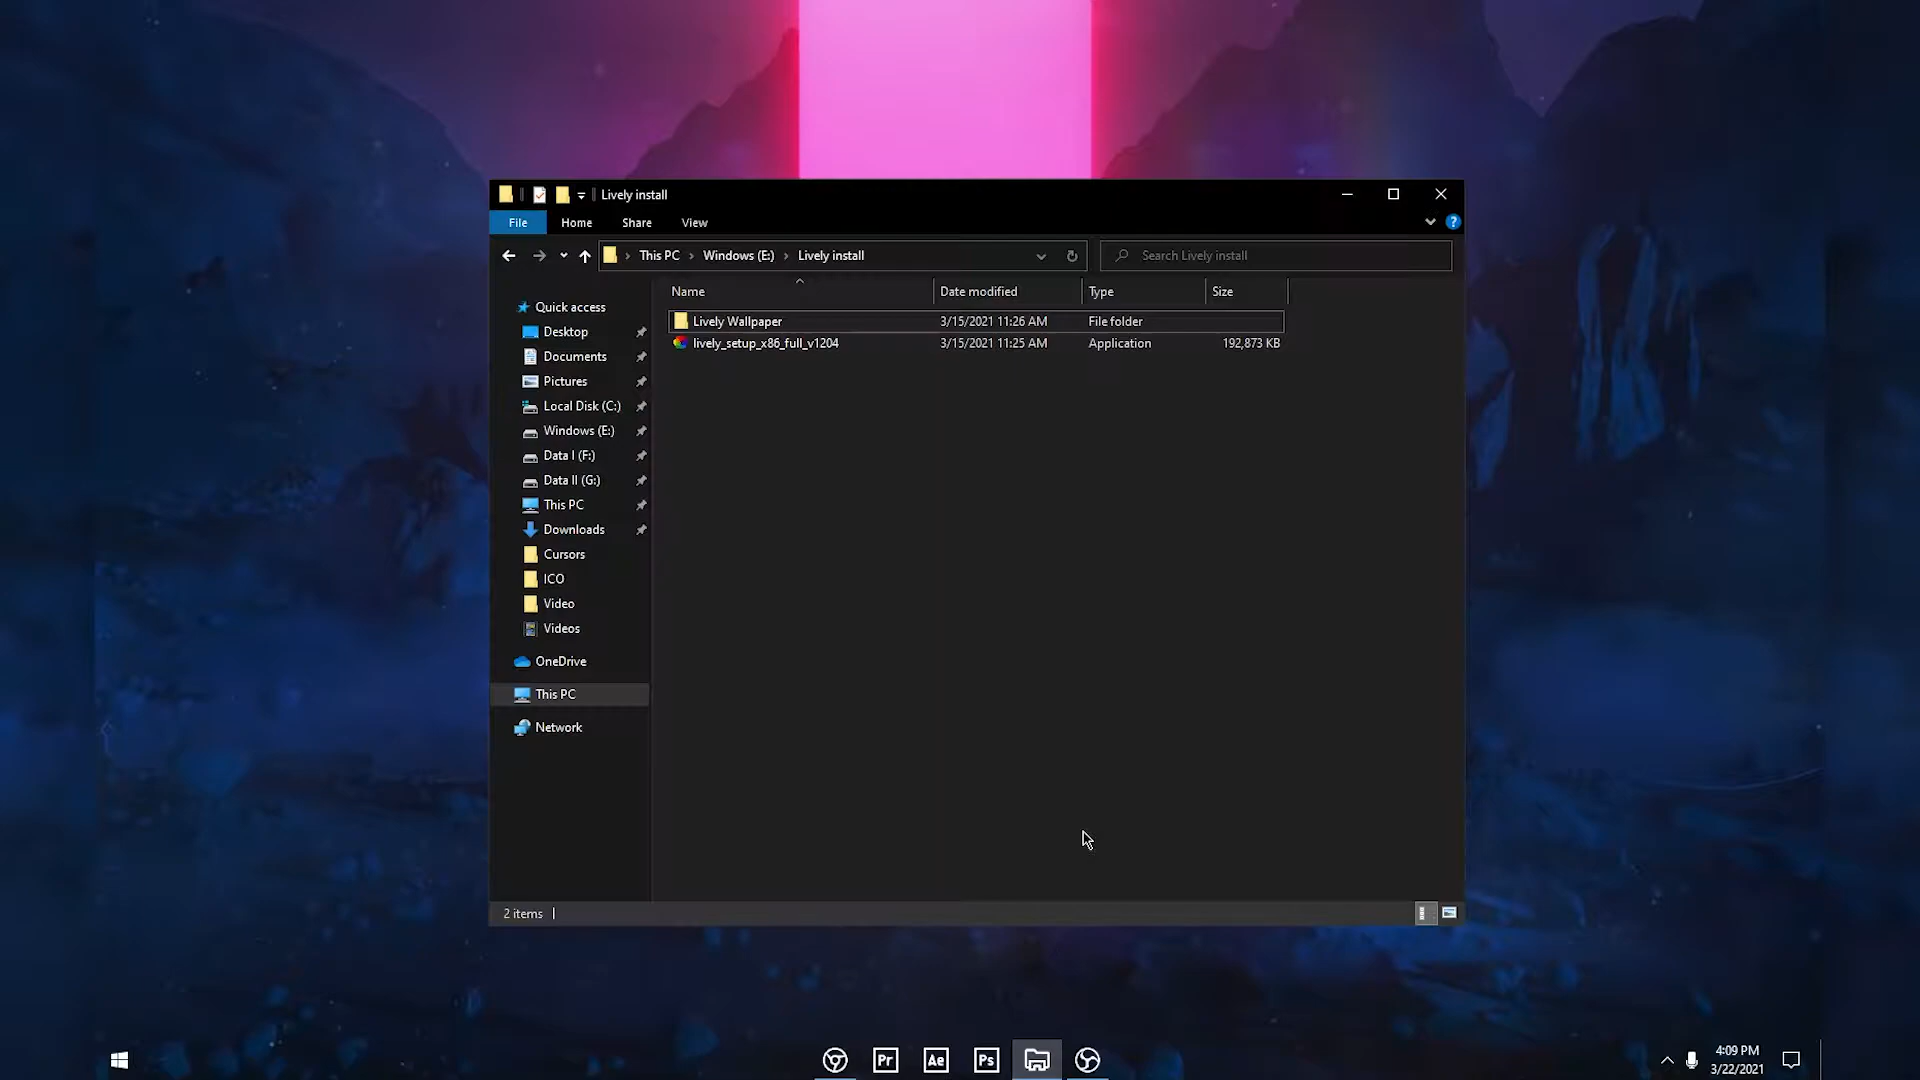 Lively install
File Home Share View
This PC Windows (E:) Lively install Search Lively install
Name Date modified Type Size
Quick access
Lively Wallpaper 3/15/2021 11:26 AM File folder
lively_setup_x86_full_v1204 3/15/2021 11:25 AM Application 192,873 KB
Desktop
Documents
Pictures
Local Disk (C:)
Windows (E:)
Data I (F:)
Data II (G:)
This PC
Downloads
Cursors
ICO
Video
Videos
OneDrive
This PC
Network
2 items
Pr Ae Ps
4:09 PM
3/22/2021